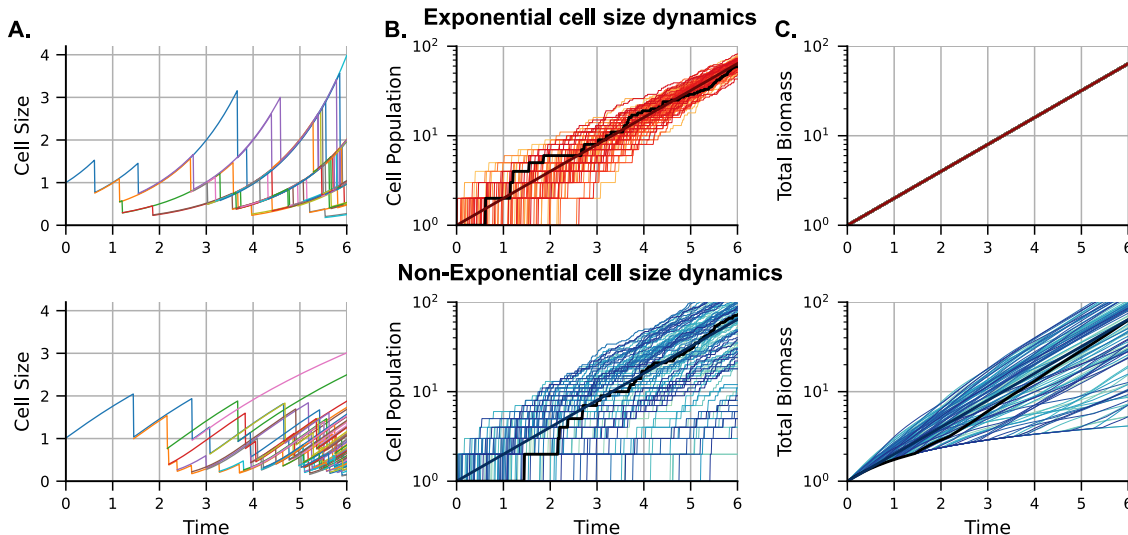 A.
Exponential cell size dynamics
B.
C.
Cell Size
4
3
2
1
0
0 1 2 3 4 5 6
Cell Population
10²
10¹
10⁰
0 1 2 3 4 5 6
Total Biomass
10²
10¹
10⁰
0 1 2 3 4 5 6
Non-Exponential cell size dynamics
Cell Size
4
3
2
1
0
0 1 2 3 4 5 6
Time
Cell Population
10²
10¹
10⁰
0 1 2 3 4 5 6
Time
Total Biomass
10²
10¹
10⁰
0 1 2 3 4 5 6
Time